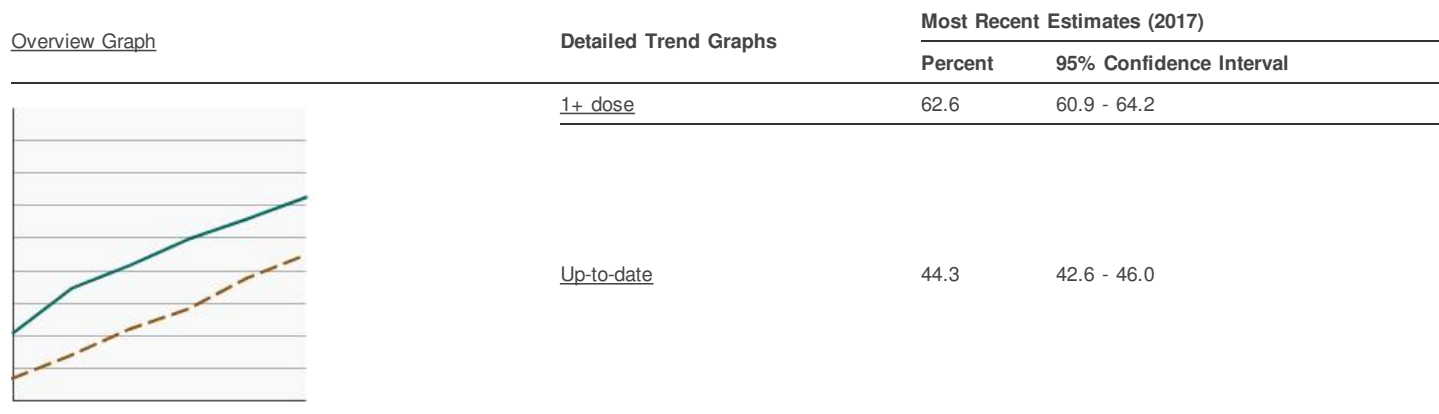 Overview Graph
Detailed Trend Graphs
Most Recent Estimates (2017)
Percent
95% Confidence Interval
1+ dose
62.6
60.9 - 64.2
Up-to-date
44.3
42.6 - 46.0